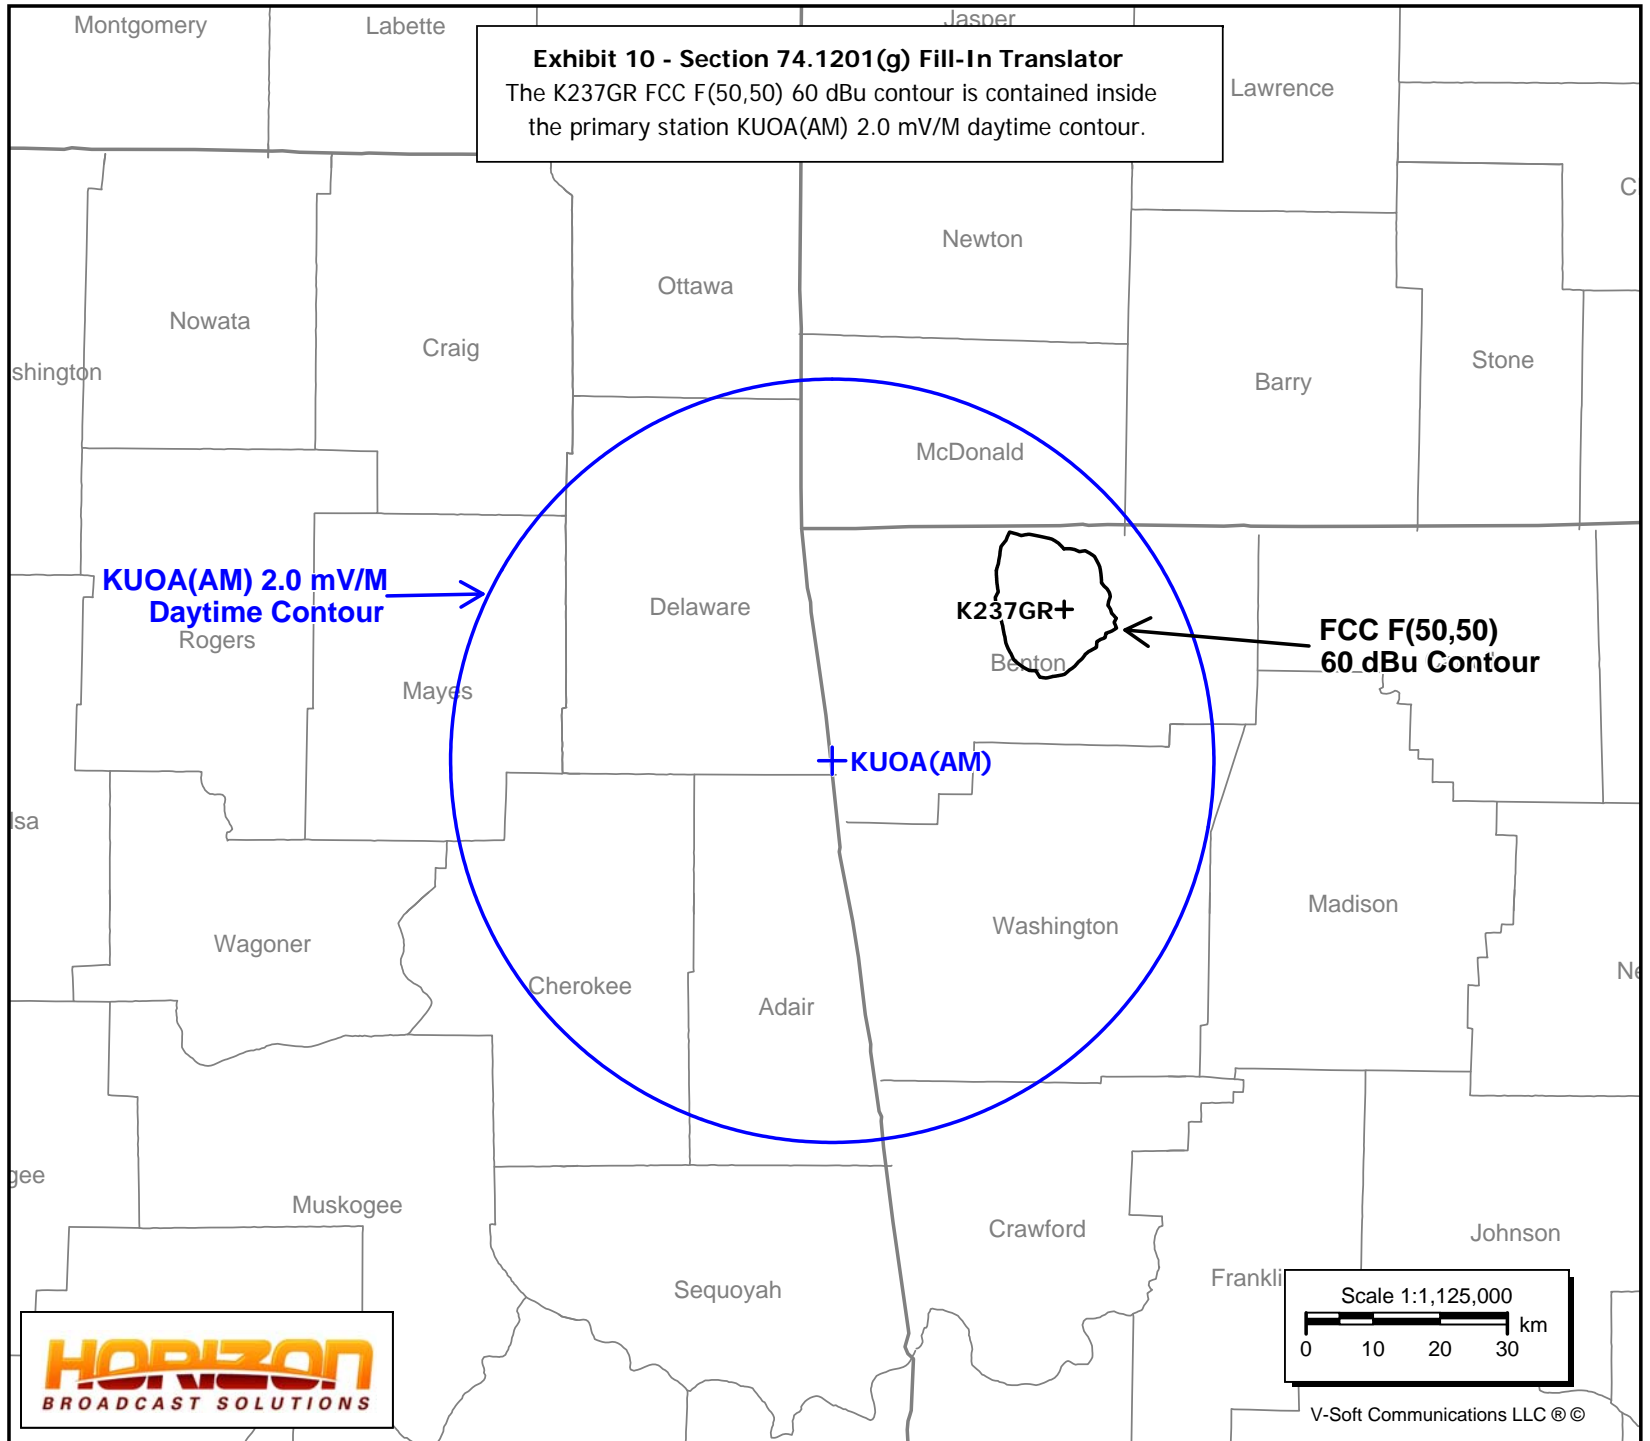 Montgomery
Labette
Jasper
Exhibit 10 - Section 74.1201(g) Fill-In Translator
The K237GR FCC F(50,50) 60 dBu contour is contained inside
the primary station KUOA(AM) 2.0 mV/M daytime contour.
Lawrence
C
Newton
Ottawa
Nowata
Craig
shington
Stone
Barry
McDonald
KUOA(AM) 2.0 mV/M
Daytime Contour
Rogers
Delaware
K237GR
FCC F(50,50)
60 dBu Contour
Benton
Mayes
KUOA(AM)
lsa
Madison
Washington
Wagoner
Ne
Cherokee
Adair
gee
Muskogee
Crawford
Johnson
Sequoyah
Frankli
Scale 1:1,125,000
km
0 10 20 30
HORIZON
BROADCAST SOLUTIONS
V-Soft Communications LLC ® ©